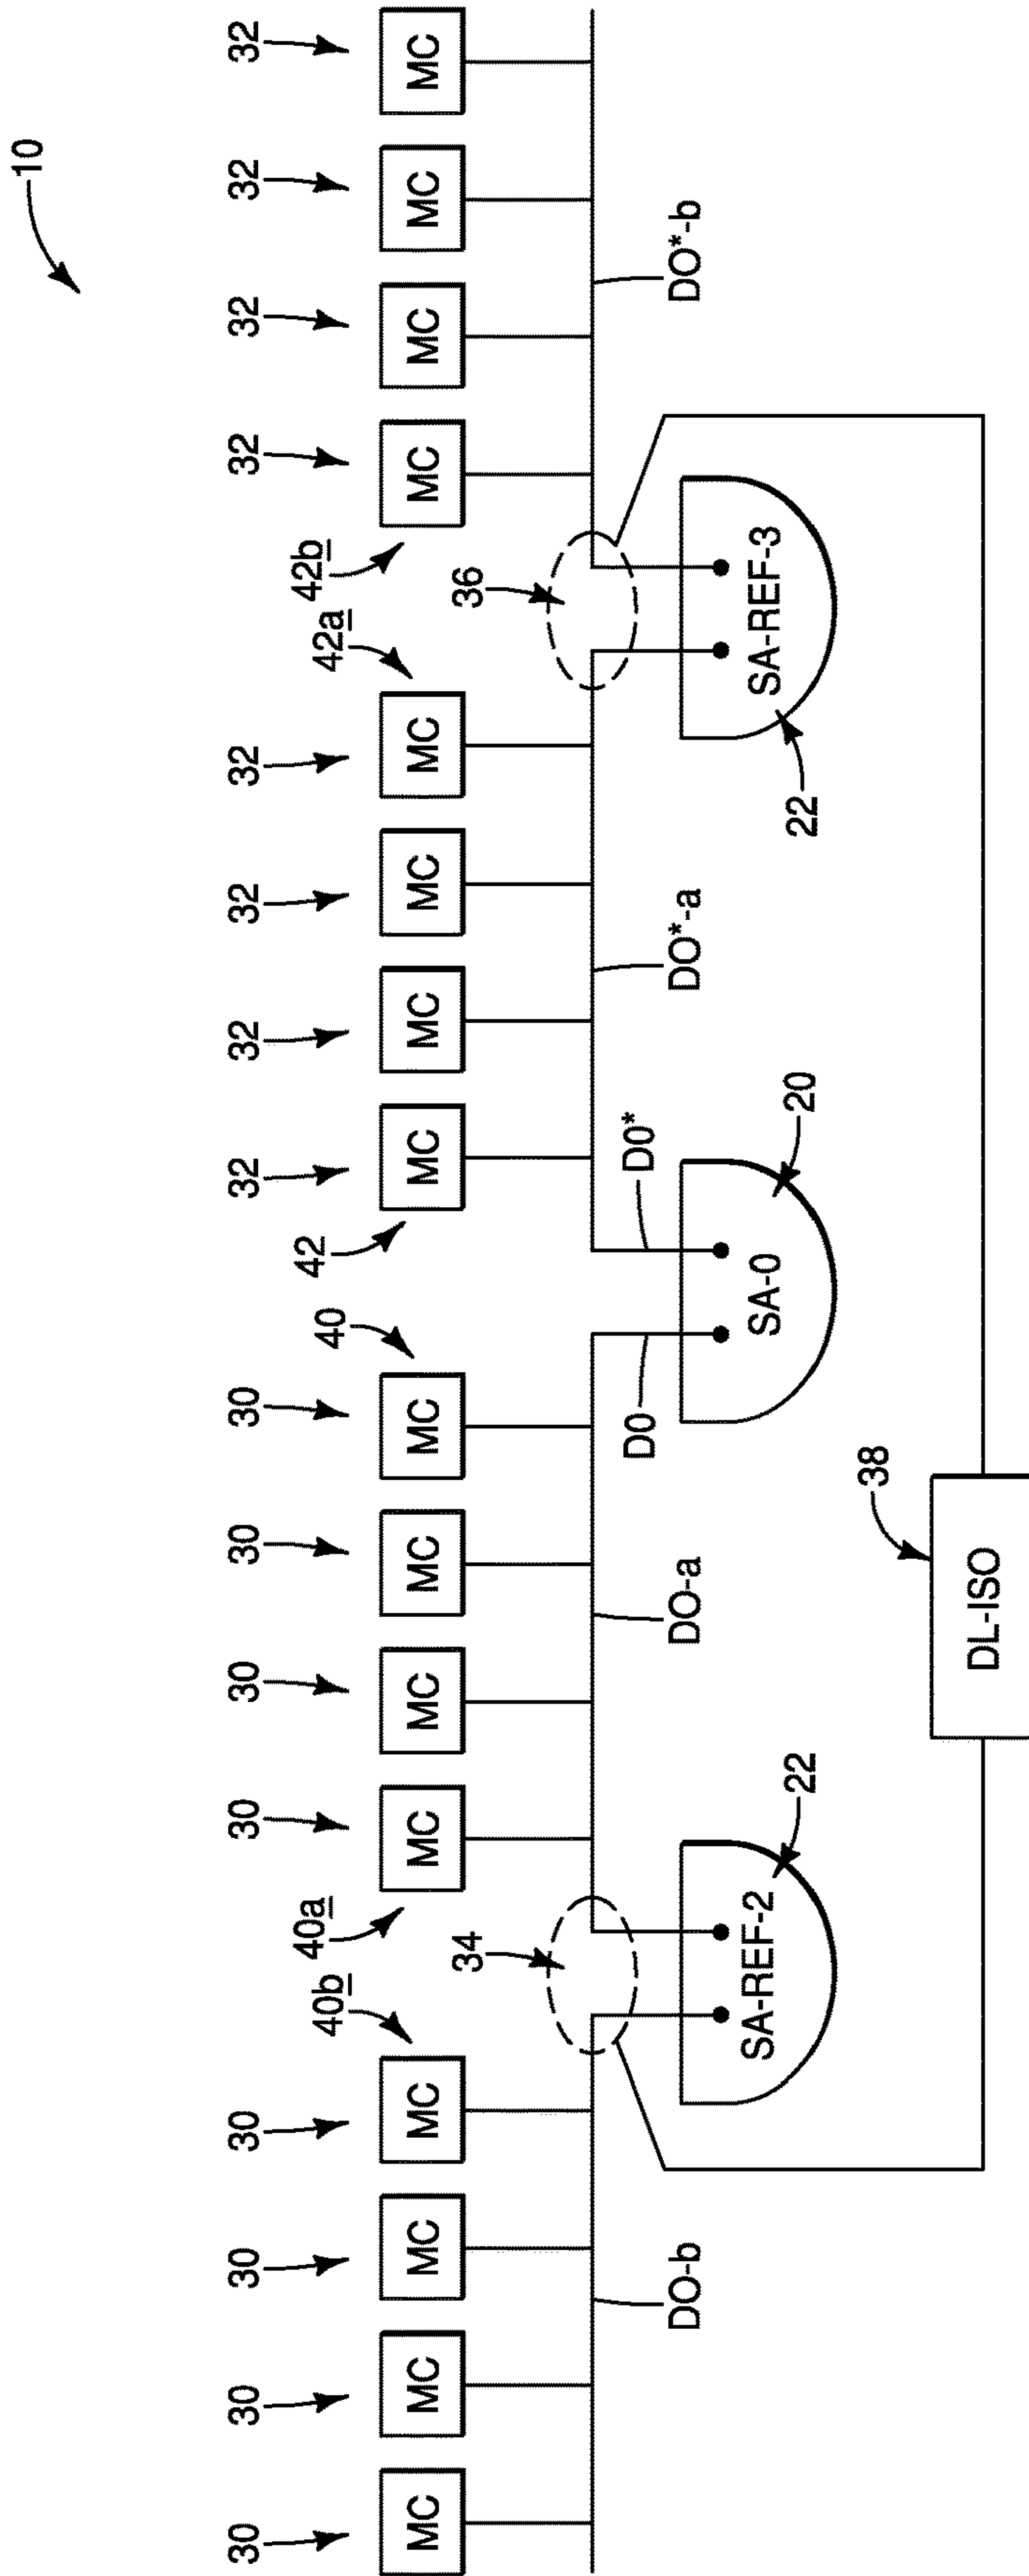 10
30 30 30 30 30 30 30 30 32 32 32 32 32 32 32 32
40b 40a 40 42 42a 42b
MC MC MC MC MC MC MC MC MC MC MC MC MC MC MC MC
34 36
D0 D0*
DO-b DO-a DO*-a DO*-b
SA-REF-2 SA-0 SA-REF-3
22 20 22
38
DL-ISO